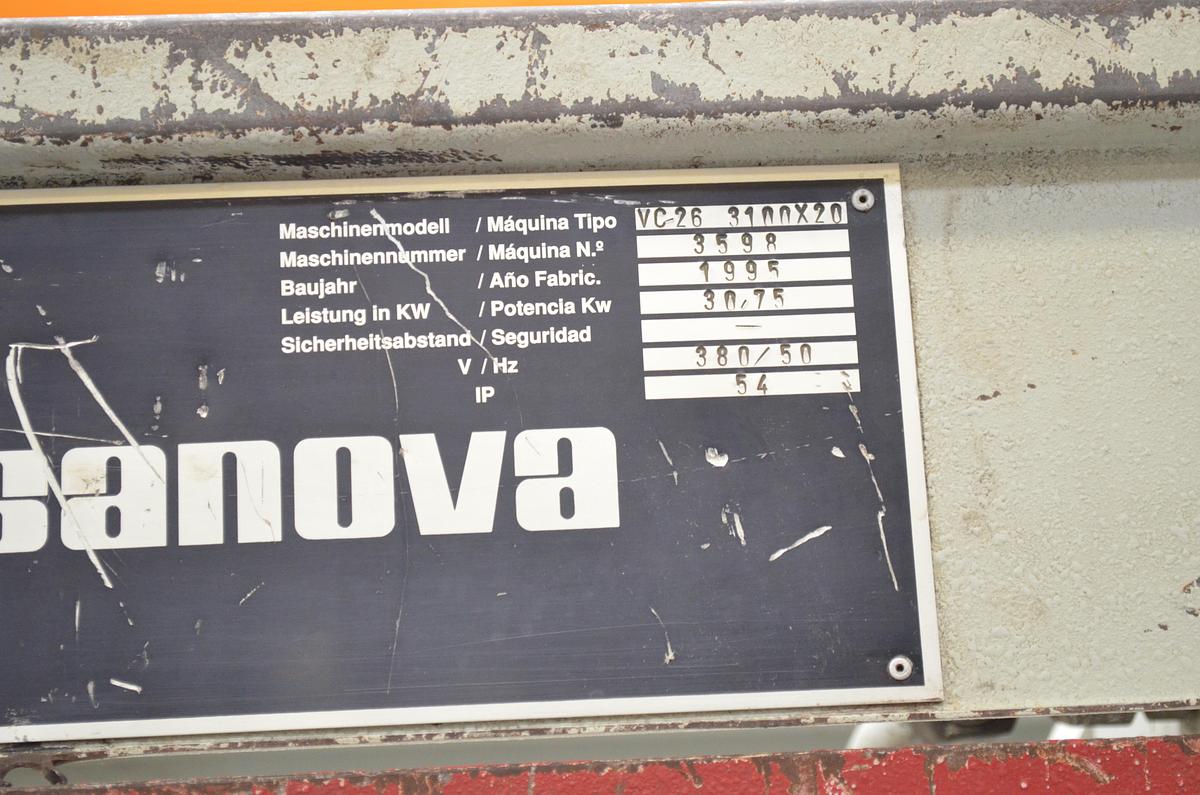 Maschinenmodell / Máquina Tipo VC-26 3100X20
Maschinennummer / Máquina N.º 3598
Baujahr / Año Fabric. 1995
Leistung in KW / Potencia Kw 30,75
Sicherheitsabstand / Seguridad —
V / Hz 380/50
IP 54
sanova